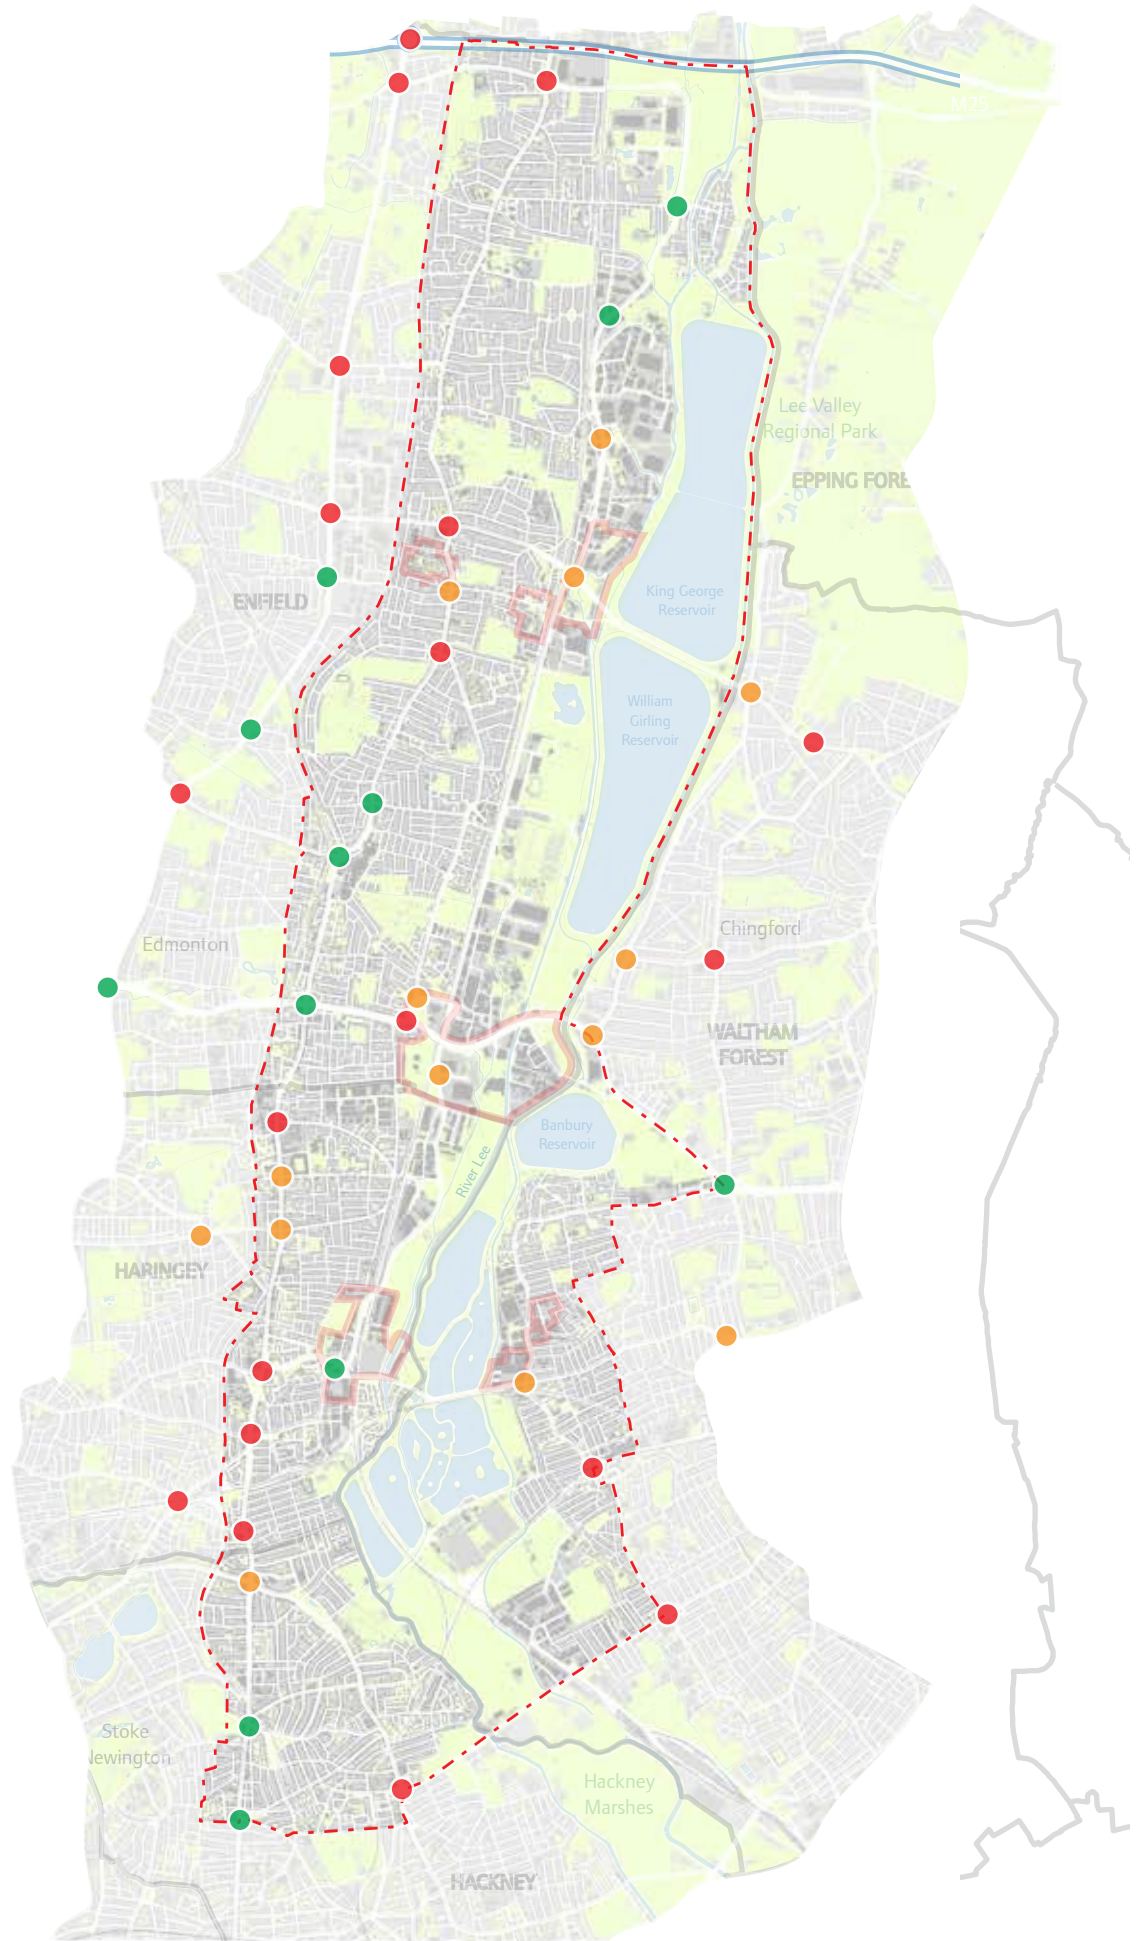 M25
Lee Valley
Regional Park
EPPING FORE
King George
Reservoir
ENFIELD
William
Girling
Reservoir
Chingford
Edmonton
WALTHAM
FOREST
Banbury
Reservoir
River Lee
HARINGEY
Stoke
Newington
Hackney
Marshes
HACKNEY